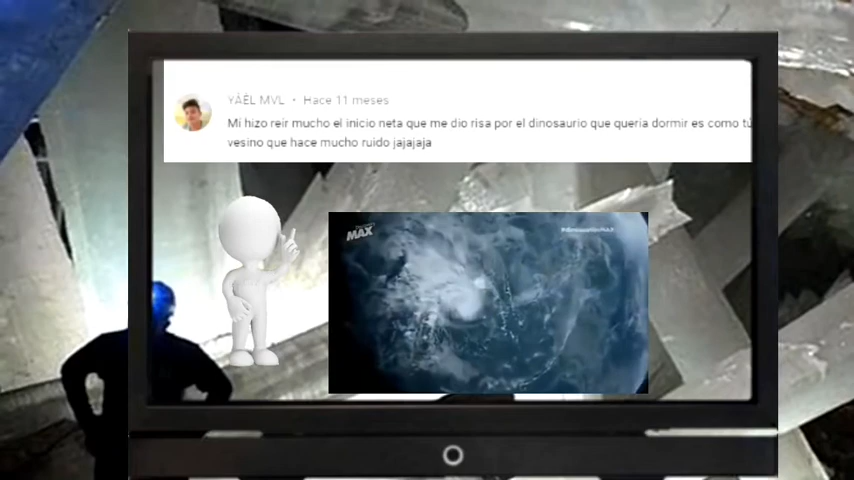 YÁEL MVL · Hace 11 meses
Mi hizo reir mucho el inicio neta que me dio risa por el dinosaurio que queria dormir es como tú
vesino que hace mucho ruido jajajaja
MAX